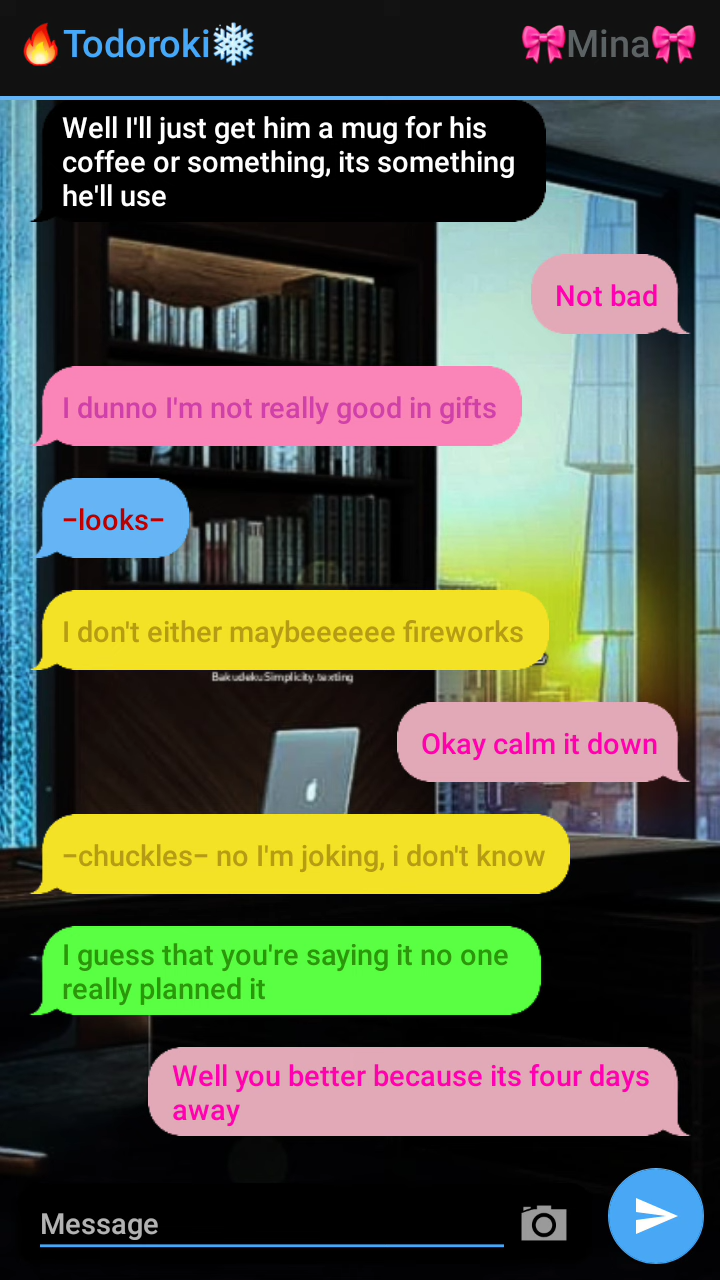 🔥Todoroki❄
🎀Mina🎀
Well I'll just get him a mug for his
coffee or something, its something
he'll use
Not bad
I dunno I'm not really good in gifts
–looks–
I don't either maybeeeeee fireworks
BakudekuSimplicity.texting
Okay calm it down
–chuckles– no I'm joking, i don't know
I guess that you're saying it no one
really planned it
Well you better because its four days
away
Message